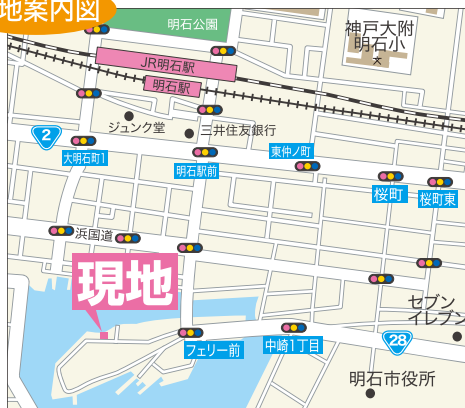 地案内図
明石公園
神戸大附
明石小
JR明石駅
明石駅
ジュンク堂
三井住友銀行
2
大明石町1
明石駅前
東仲ノ町
桜町
桜町東
浜国道
現地
セブン
イレブン
フェリー前
中崎1丁目
28
明石市役所